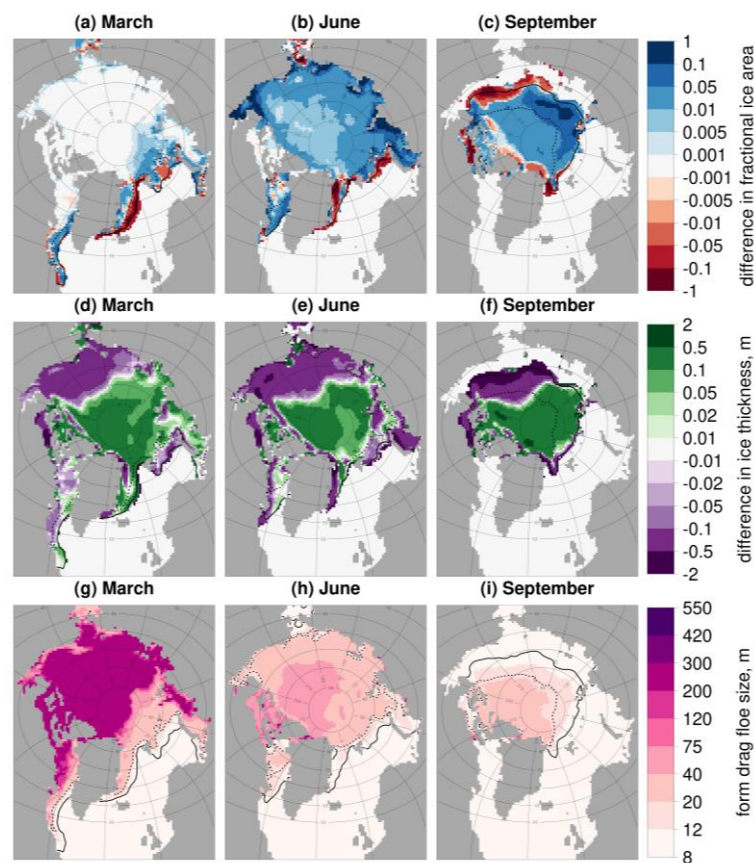 (a) March
(b) June
(c) September
1
0.1
0.05
0.01
0.005
0.001
-0.001
-0.005
-0.01
-0.05
-0.1
-1
difference in fractional ice area
(d) March
(e) June
(f) September
2
0.5
0.1
0.05
0.02
0.01
-0.01
-0.02
-0.05
-0.1
-0.5
-2
difference in ice thickness, m
(g) March
(h) June
(i) September
550
420
300
200
120
75
40
20
12
8
form drag floe size, m